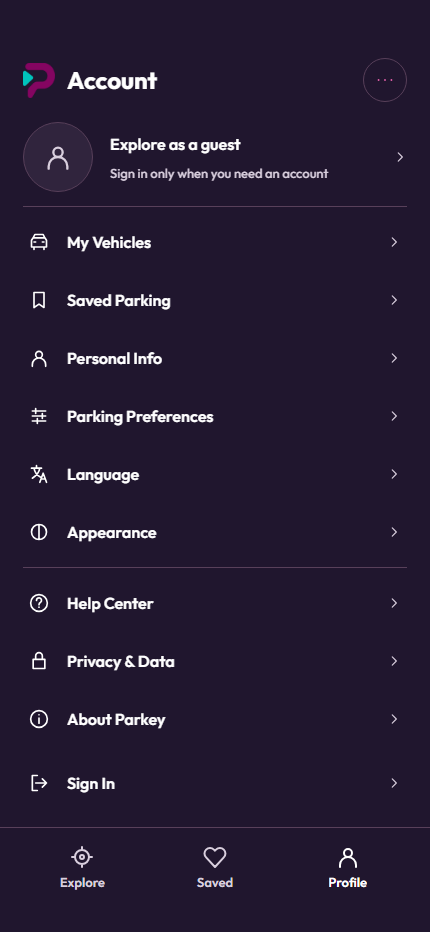 Account
Explore as a guest
Sign in only when you need an account
My Vehicles
Saved Parking
Personal Info
Parking Preferences
Language
Appearance
Help Center
Privacy & Data
About Parkey
Sign In
Explore
Saved
Profile